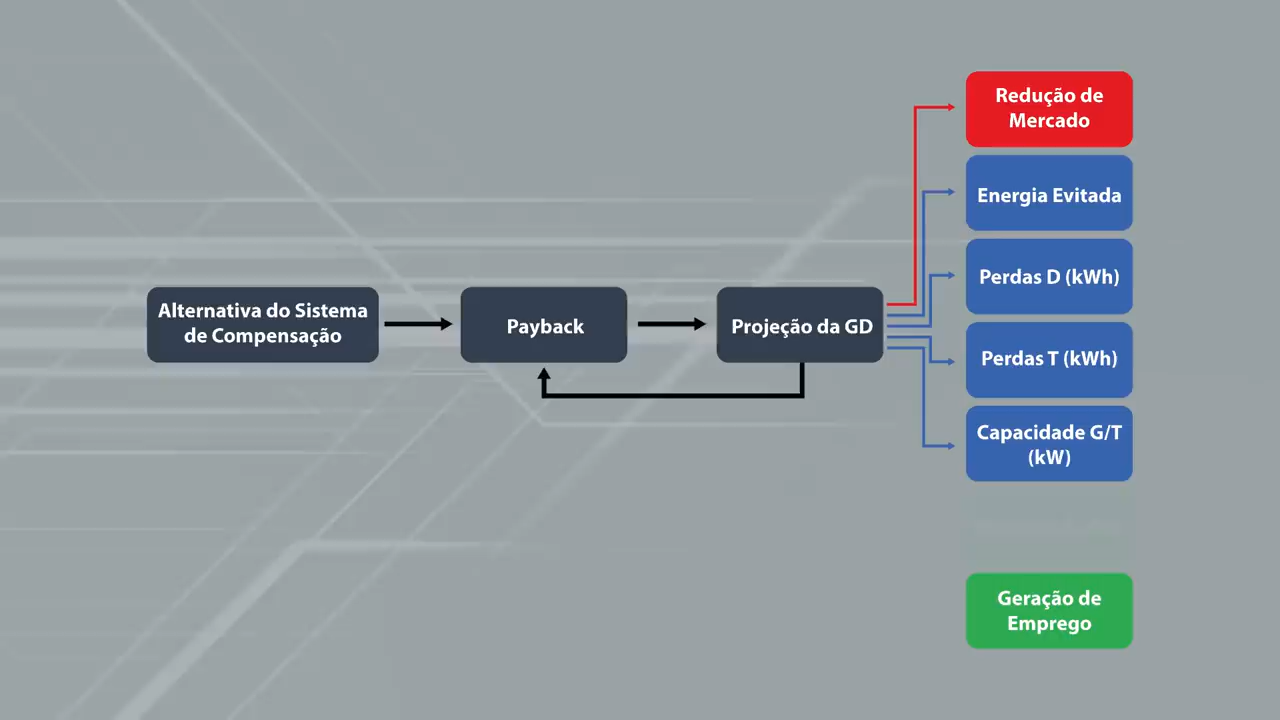 Redução de
Mercado
Energia Evitada
Perdas D (kWh)
Alternativa do Sistema
de Compensação
Payback
Projeção da GD
Perdas T (kWh)
Capacidade G/T
(kW)
Geração de
Emprego